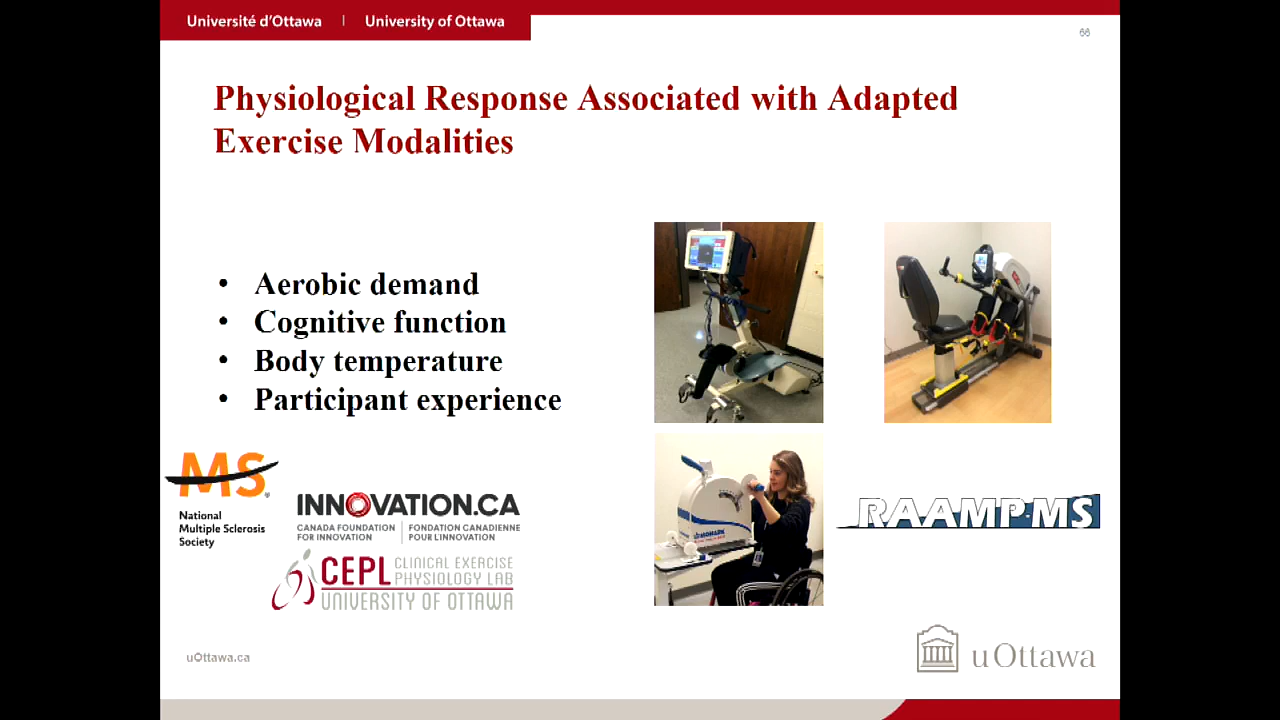 Université d'Ottawa | University of Ottawa
66
Physiological Response Associated with Adapted
Exercise Modalities
• Aerobic demand
• Cognitive function
• Body temperature
• Participant experience
MS
National
Multiple Sclerosis
Society
INNOVATION.CA
CANADA FOUNDATION
FOR INNOVATION
FONDATION CANADIENNE
POUR L'INNOVATION
CEPL
CLINICAL EXERCISE
PHYSIOLOGY LAB
UNIVERSITY OF OTTAWA
MONARK
RAAMP-MS
uOttawa.ca
uOttawa